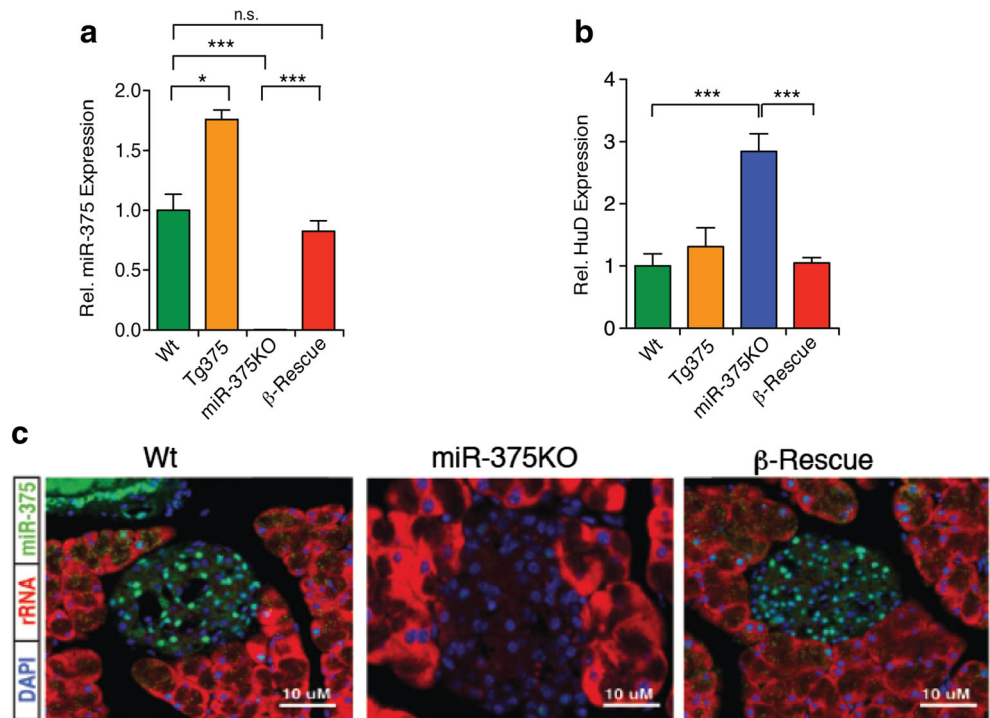 a
n.s.
***
*
***
Rel. miR-375 Expression
2.0
1.5
1.0
0.5
0.0
Wt
Tg375
miR-375KO
β-Rescue
b
***
***
Rel. HuD Expression
4
3
2
1
0
Wt
Tg375
miR-375KO
β-Rescue
c
Wt
miR-375KO
β-Rescue
DAPI rRNA miR-375
10 uM
10 uM
10 uM